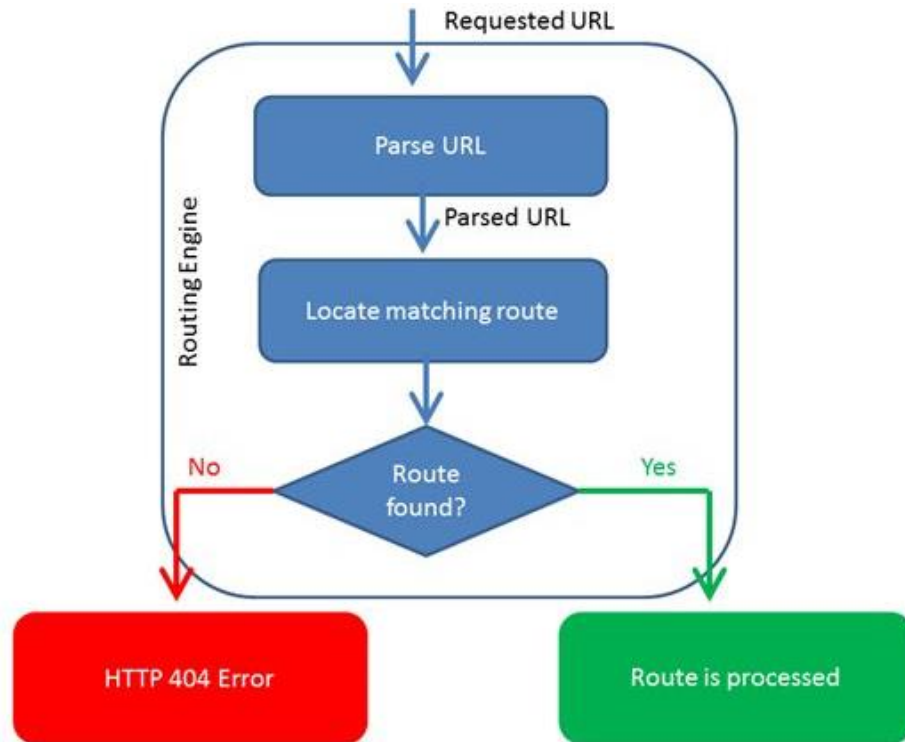 Requested URL
Parse URL
Parsed URL
Routing Engine
Locate matching route
No
Route
found?
Yes
HTTP 404 Error
Route is processed